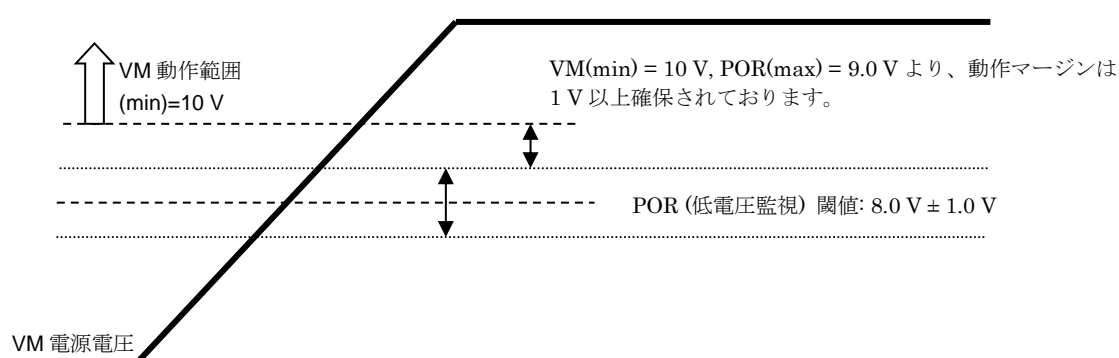 VM 動作範囲
(min)=10 V
VM(min) = 10 V, POR(max) = 9.0 V より、動作マージンは
1 V 以上確保されております。
POR (低電圧監視) 閾値: 8.0 V ± 1.0 V
VM 電源電圧